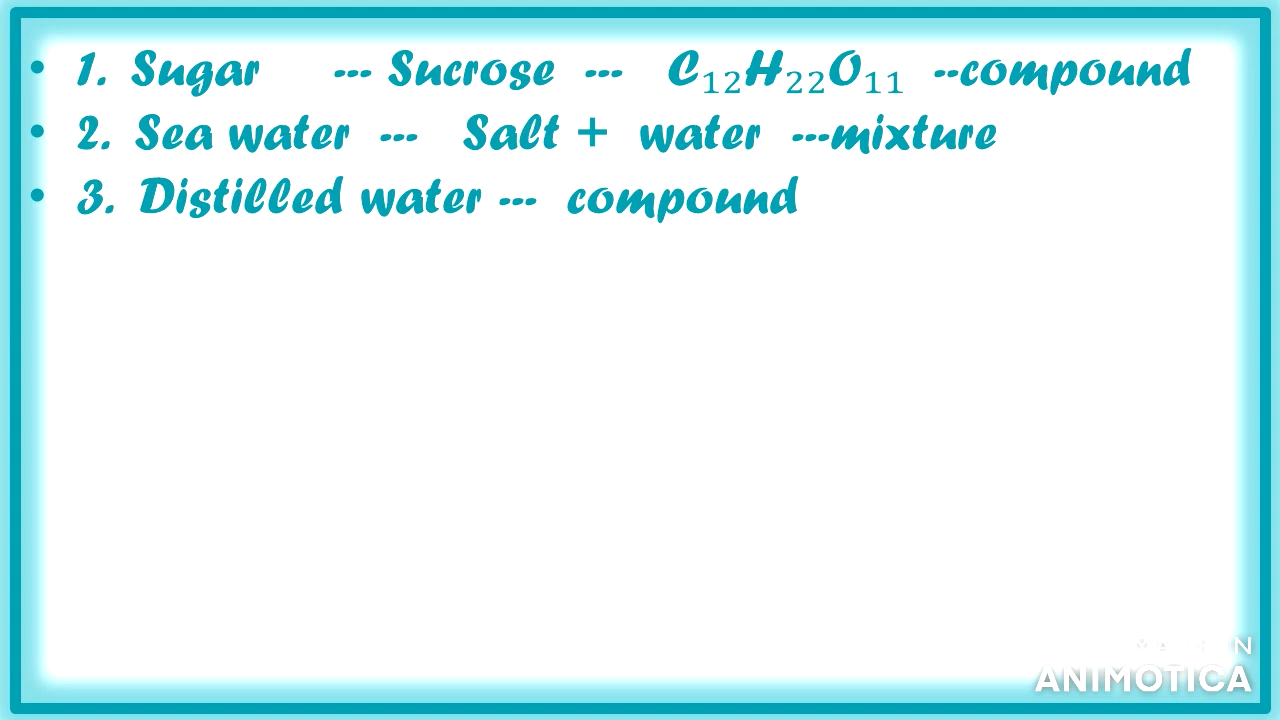 • 1. Sugar --- Sucrose --- C₁₂H₂₂O₁₁ --compound
• 2. Sea water --- Salt + water ---mixture
• 3. Distilled water --- compound
ANIMOTICA